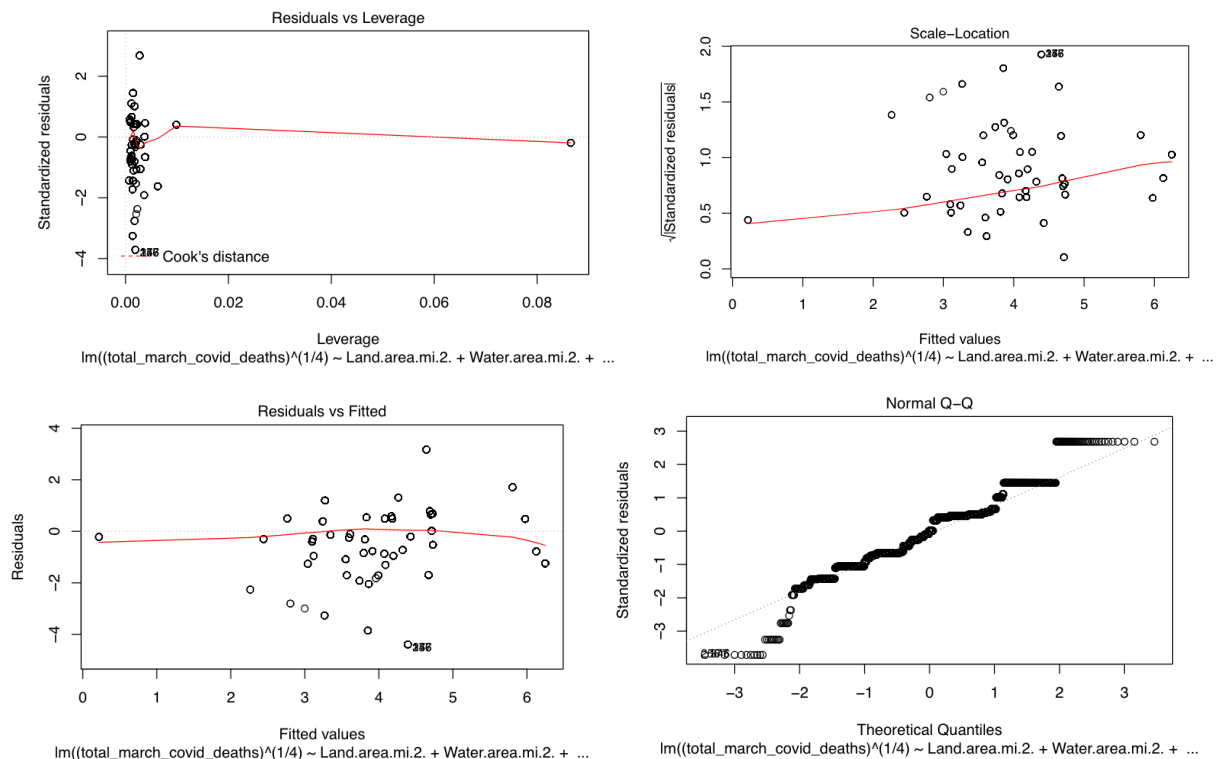 Residuals vs Leverage
Standardized residuals
2
0
−2
−4
Cook's distance
0.00 0.02 0.04 0.06 0.08
Leverage
lm((total_march_covid_deaths)^(1/4) ~ Land.area.mi.2. + Water.area.mi.2. + ...
Scale−Location
√|Standardized residuals|
2.0
1.5
1.0
0.5
0.0
0 2 3 4 5 6
Fitted values
lm((total_march_covid_deaths)^(1/4) ~ Land.area.mi.2. + Water.area.mi.2. + ...
Residuals vs Fitted
Residuals
4
2
0
−2
−4
0 2 3 4 5 6
Fitted values
lm((total_march_covid_deaths)^(1/4) ~ Land.area.mi.2. + Water.area.mi.2. + ...
Normal Q−Q
Standardized residuals
3
2
1
0
−1
−2
−3
−3 −2 −1 0 1 2 3
Theoretical Quantiles
lm((total_march_covid_deaths)^(1/4) ~ Land.area.mi.2. + Water.area.mi.2. + ...